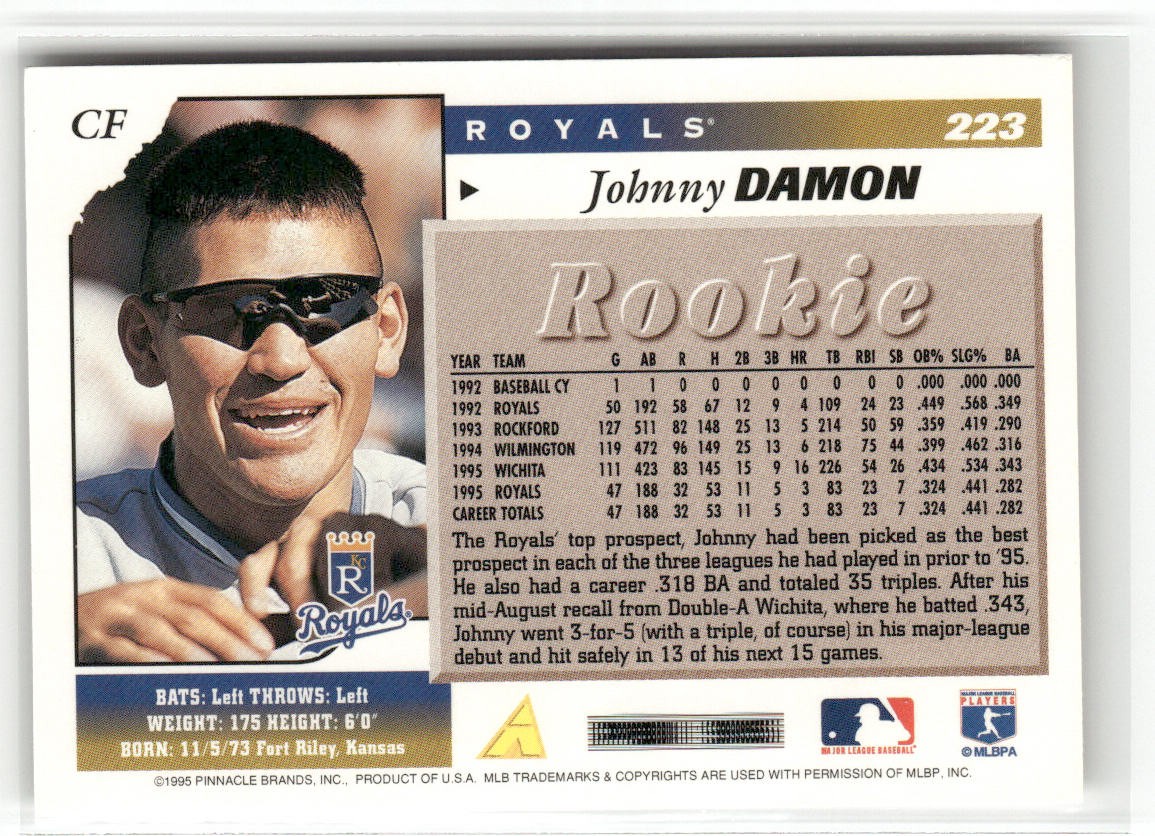 CF
ROYALS® 223
Johnny DAMON
Rookie
YEAR TEAM G AB R H 2B 3B HR TB RBI SB OB% SLG% BA
1992 BASEBALL CY 1 1 0 0 0 0 0 0 0 0 .000 .000 .000
1992 ROYALS 50 192 58 67 12 9 4 109 24 23 .449 .568 .349
1993 ROCKFORD 127 511 82 148 25 13 5 214 50 59 .359 .419 .290
1994 WILMINGTON 119 472 96 149 25 13 6 218 75 44 .399 .462 .316
1995 WICHITA 111 423 83 145 15 9 16 226 54 26 .434 .534 .343
1995 ROYALS 47 188 32 53 11 5 3 83 23 7 .324 .441 .282
CAREER TOTALS 47 188 32 53 11 5 3 83 23 7 .324 .441 .282
The Royals' top prospect, Johnny had been picked as the best
prospect in each of the three leagues he had played in prior to '95.
He also had a career .318 BA and totaled 35 triples. After his
mid-August recall from Double-A Wichita, where he batted .343,
Johnny went 3-for-5 (with a triple, of course) in his major-league
debut and hit safely in 13 of his next 15 games.
KC
R
Royals®
BATS: Left THROWS: Left
WEIGHT: 175 HEIGHT: 6'0"
BORN: 11/5/73 Fort Riley, Kansas
MAJOR LEAGUE BASEBALL®
MAJOR LEAGUE BASEBALL
PLAYERS
© MLBPA
©1995 PINNACLE BRANDS, INC., PRODUCT OF U.S.A. MLB TRADEMARKS & COPYRIGHTS ARE USED WITH PERMISSION OF MLBP, INC.